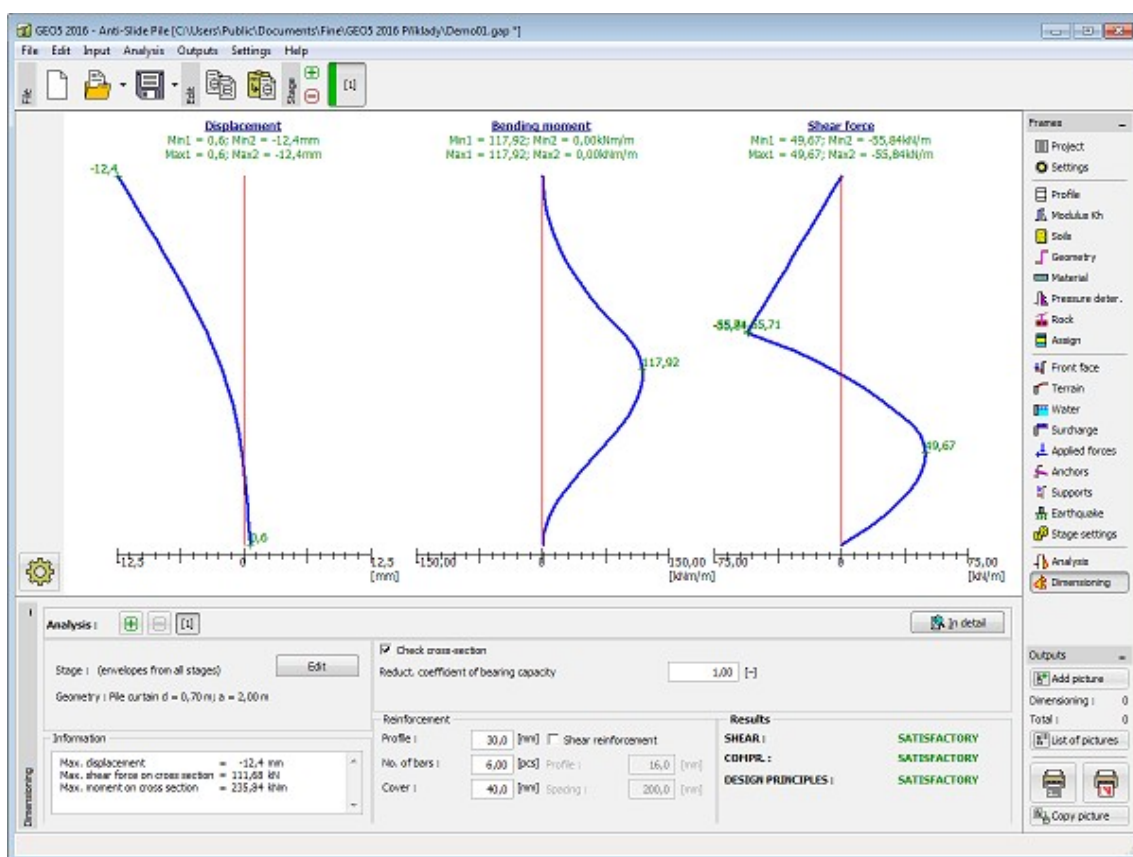 GEO5 2016 - Anti-Slide Pile [C:\Users\Public\Documents\Fine\GEO5 2016 Příklady\Demo01.gap *]
File Edit Input Analysis Outputs Settings Help
File
Edit
Stage
[1]
Displacement
Min1 = 0,6; Min2 = -12,4mm
Max1 = 0,6; Max2 = -12,4mm
-12,4
0,6
-12,5 0 12,5
[mm]
Bending moment
Min1 = 117,92; Min2 = 0,00kNm/m
Max1 = 117,92; Max2 = 0,00kNm/m
117,92
-150,00 0 150,00
[kNm/m]
Shear force
Min1 = 49,67; Min2 = -55,84kN/m
Max1 = 49,67; Max2 = -55,84kN/m
-55,84
49,67
-75,00 0 75,00
[kN/m]
Frames
Project
Settings
Profile
Modulus Kh
Soils
Geometry
Material
Pressure deter.
Rock
Assign
Front face
Terrain
Water
Surcharge
Applied forces
Anchors
Supports
Earthquake
Stage settings
Analysis
Dimensioning
Outputs
Add picture
Dimensioning : 0
Total : 0
List of pictures
Copy picture
Dimensioning
Analysis : [1]
In detail
Stage : (envelopes from all stages) Edit
Geometry : Pile curtain d = 0,70 m; a = 2,00 m
Information
Max. displacement = -12,4 mm
Max. shear force on cross section = 111,68 kN
Max. moment on cross section = 235,84 kNm
Check cross-section
Reduct. coefficient of bearing capacity 1,00 [-]
Reinforcement
Profile : 30,0 [mm] Shear reinforcement
No. of bars : 6,00 [pcs] Profile : 16,0 [mm]
Cover : 40,0 [mm] Spacing : 200,0 [mm]
Results
SHEAR : SATISFACTORY
COMPR. : SATISFACTORY
DESIGN PRINCIPLES : SATISFACTORY